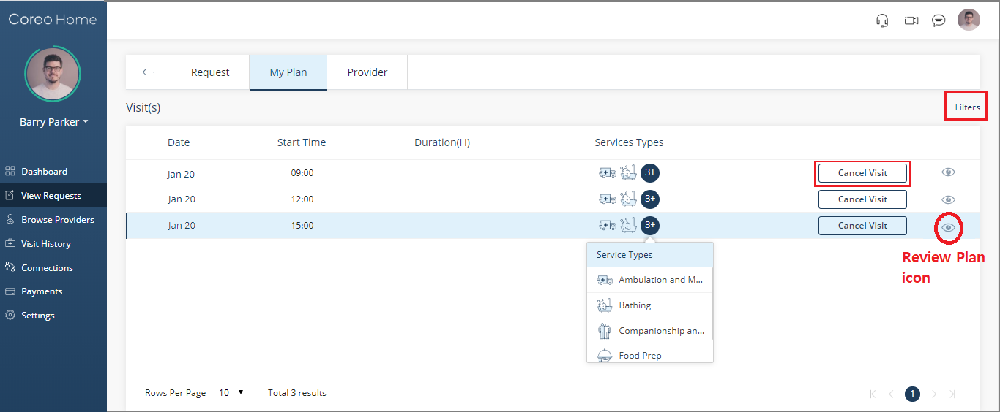 Coreo Home
Barry Parker
Dashboard
View Requests
Browse Providers
Visit History
Connections
Payments
Settings
Request My Plan Provider
Visit(s) Filters
Date Start Time Duration(H) Services Types
Jan 20 09:00 3+ Cancel Visit
Jan 20 12:00 3+ Cancel Visit
Jan 20 15:00 3+ Cancel Visit
Review Plan
icon
Service Types
Ambulation and M...
Bathing
Companionship an...
Food Prep
Rows Per Page 10 Total 3 results 1